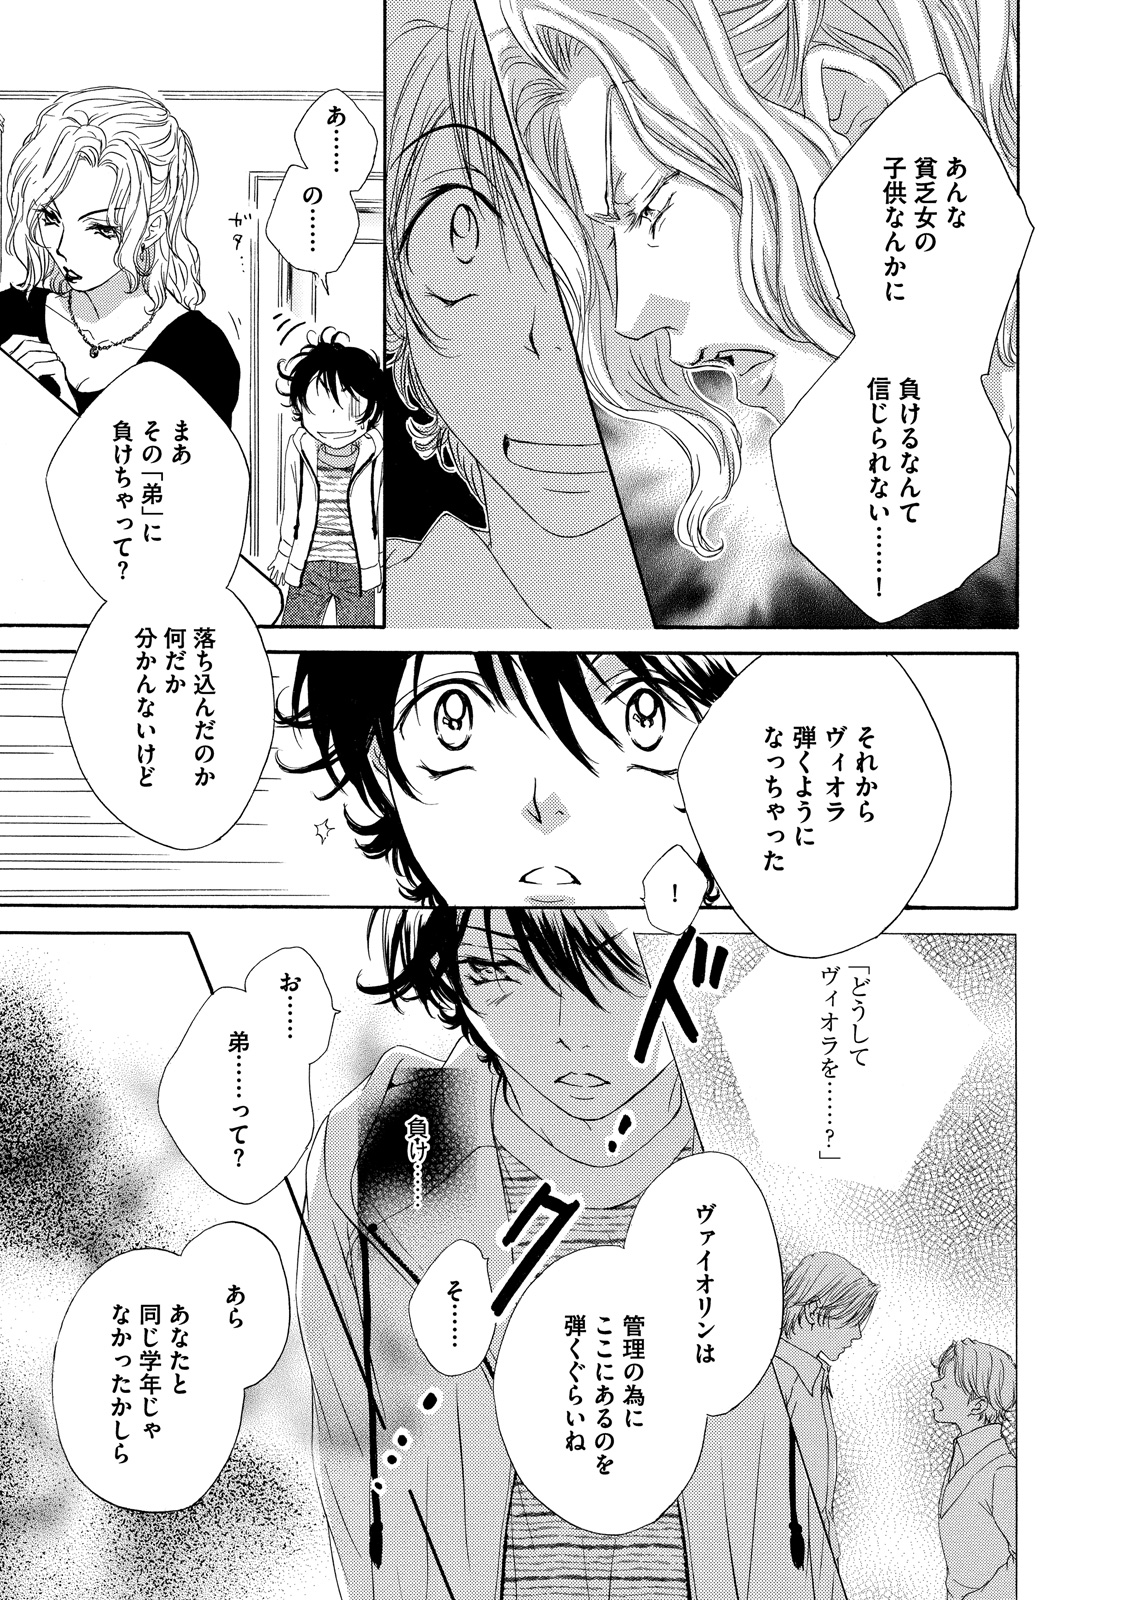 あんな
貧乏女の
子供なんかに
負けるなんて
信じられない………！
あ……
の……
ガタ…
まあ
その「弟」に
負けちゃって？
落ち込んだのか
何だか
分かんないけど
それから
ヴィオラ
弾くように
なっちゃった
！
「どうして
ヴィオラを……？」
ズ
ク
ヴァイオリンは
管理の為に
ここにあるのを
弾くぐらいね
負け……
そ……
お……
弟……って？
あら
あなたと
同じ学年じゃ
なかったかしら